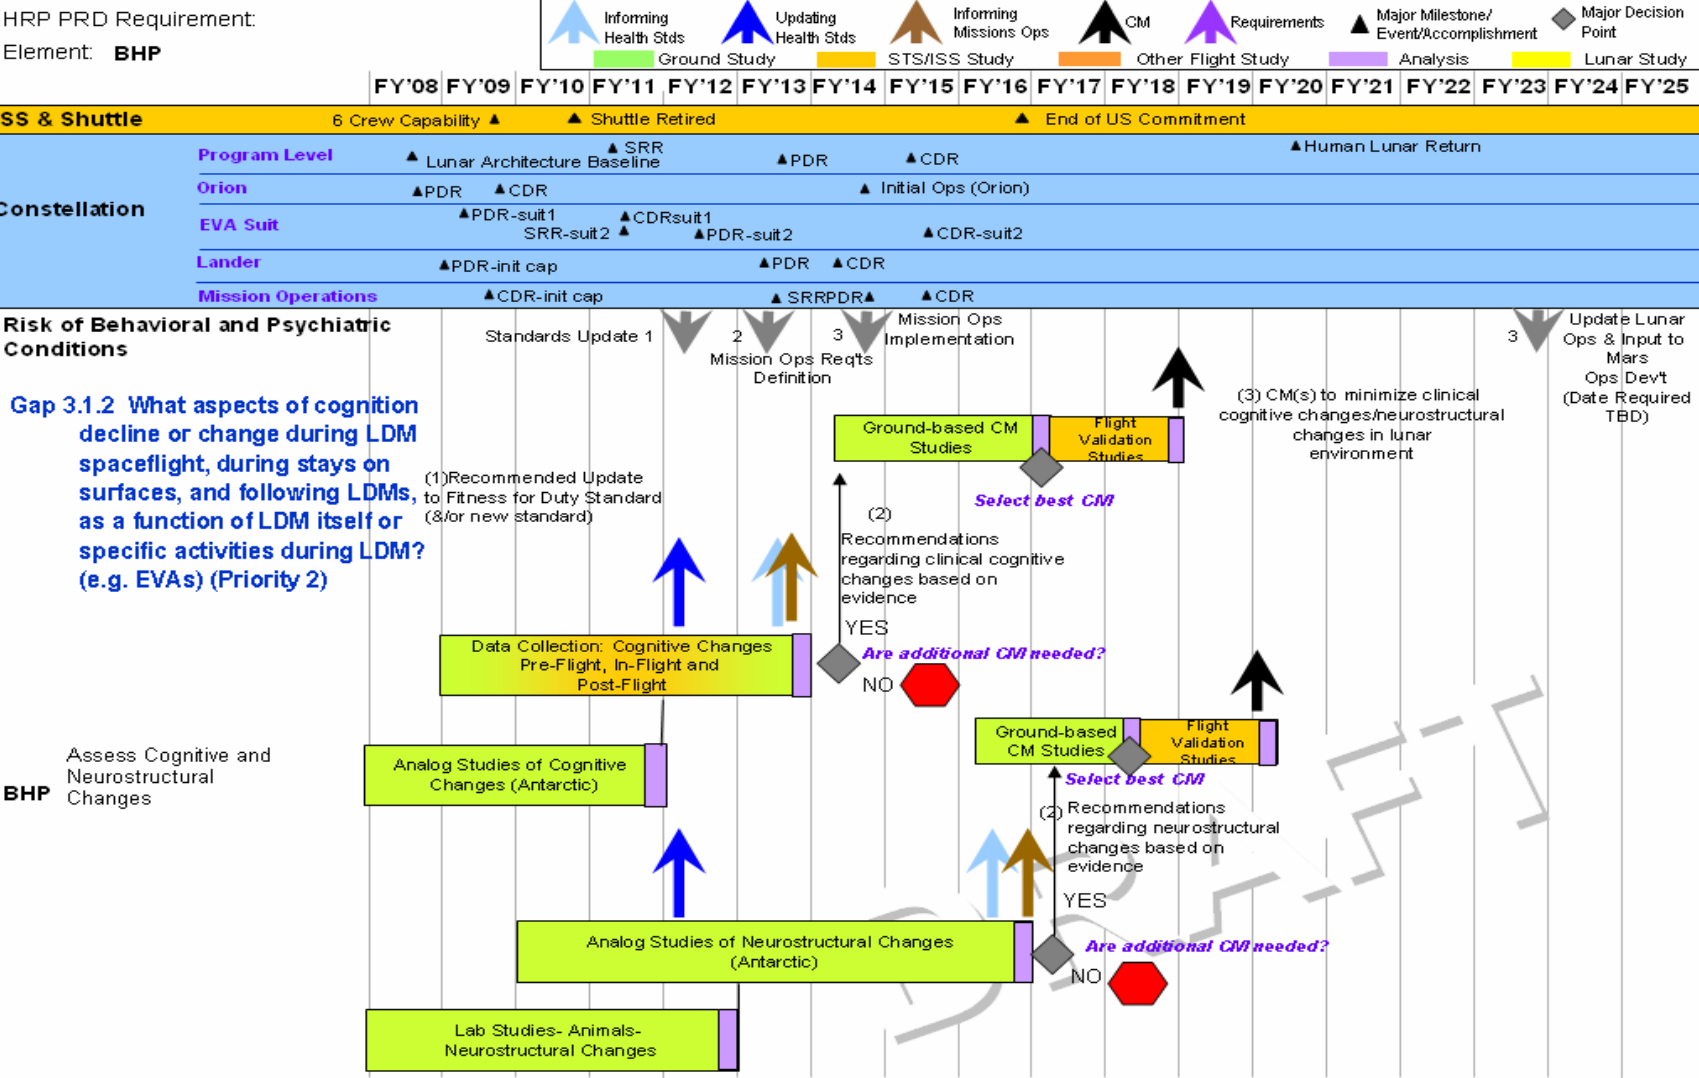 HRP PRD Requirement:
Element: BHP
Informing
Health Stds
Updating
Health Stds
Informing
Missions Ops
CM
Requirements
Major Milestone/
Event/Accomplishment
Major Decision
Point
Ground Study
STS/ISS Study
Other Flight Study
Analysis
Lunar Study
FY'08 FY'09 FY'10 FY'11 FY'12 FY'13 FY'14 FY'15 FY'16 FY'17 FY'18 FY'19 FY'20 FY'21 FY'22 FY'23 FY'24 FY'25
SS & Shuttle
6 Crew Capability
Shuttle Retired
End of US Commitment
Constellation
Program Level
Lunar Architecture Baseline
SRR
PDR
CDR
Human Lunar Return
Orion
PDR
CDR
Initial Ops (Orion)
EVA Suit
PDR-suit1
CDRsuit1
SRR-suit2
PDR-suit2
CDR-suit2
Lander
PDR-init cap
PDR
CDR
Mission Operations
CDR-init cap
SRR
PDR
CDR
Risk of Behavioral and Psychiatric
Conditions
Standards Update 1
2
Mission Ops Req'ts
Definition
3
Mission Ops
Implementation
3
Update Lunar
Ops & Input to
Mars
Ops Dev't
(Date Required
TBD)
Gap 3.1.2 What aspects of cognition
decline or change during LDM
spaceflight, during stays on
surfaces, and following LDMs,
as a function of LDM itself or
specific activities during LDM?
(e.g. EVAs) (Priority 2)
(1)Recommended Update
to Fitness for Duty Standard
(&/or new standard)
Ground-based CM
Studies
Flight
Validation
Studies
Select best CM
(3) CM(s) to minimize clinical
cognitive changes/neurostructural
changes in lunar
environment
(2)
Recommendations
regarding clinical cognitive
changes based on
evidence
YES
Are additional CM needed?
NO
Data Collection: Cognitive Changes
Pre-Flight, In-Flight and
Post-Flight
BHP
Assess Cognitive and
Neurostructural
Changes
Analog Studies of Cognitive
Changes (Antarctic)
Ground-based
CM Studies
Flight
Validation
Studies
Select best CM
(2) Recommendations
regarding neurostructural
changes based on
evidence
YES
Are additional CM needed?
NO
Analog Studies of Neurostructural Changes
(Antarctic)
Lab Studies- Animals-
Neurostructural Changes
DRAFT